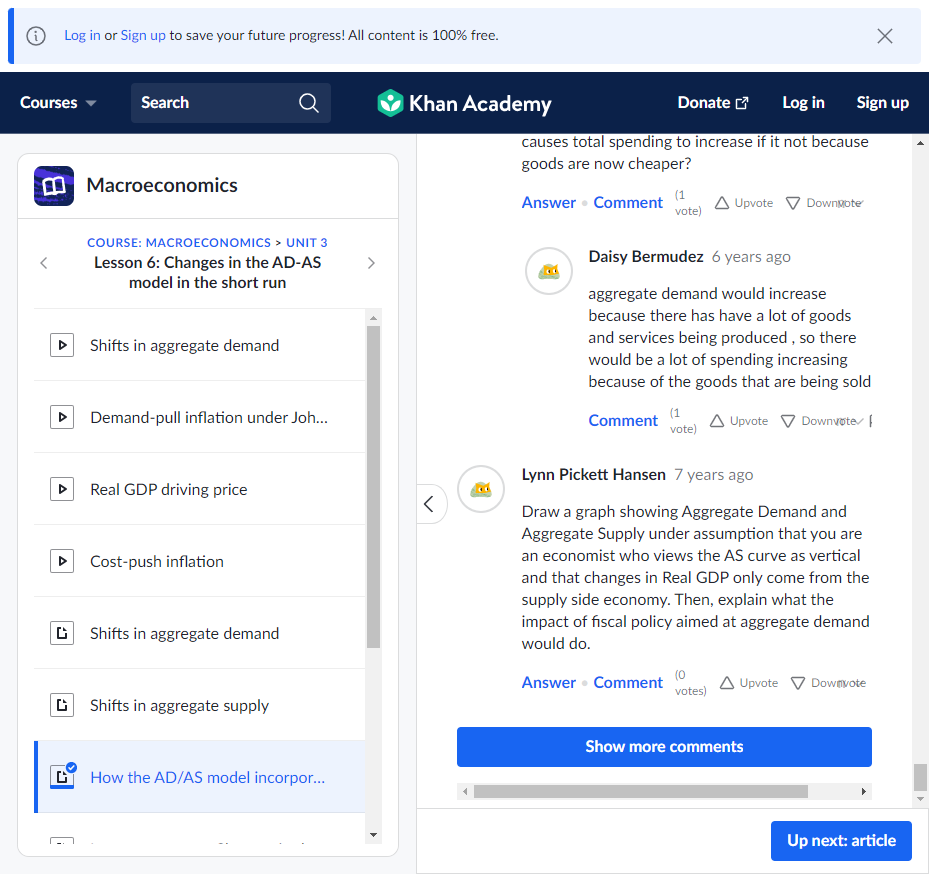 Log in or Sign up to save your future progress! All content is 100% free.
Courses
Search
Khan Academy
Donate
Log in
Sign up
Macroeconomics
COURSE: MACROECONOMICS > UNIT 3
Lesson 6: Changes in the AD-AS
model in the short run
Shifts in aggregate demand
Demand-pull inflation under Joh...
Real GDP driving price
Cost-push inflation
Shifts in aggregate demand
Shifts in aggregate supply
How the AD/AS model incorpor...
causes total spending to increase if it not because
goods are now cheaper?
Answer • Comment (1
vote) Upvote Downvote
Daisy Bermudez 6 years ago
aggregate demand would increase
because there has have a lot of goods
and services being produced , so there
would be a lot of spending increasing
because of the goods that are being sold
Comment (1
vote) Upvote Downvote
Lynn Pickett Hansen 7 years ago
Draw a graph showing Aggregate Demand and
Aggregate Supply under assumption that you are
an economist who views the AS curve as vertical
and that changes in Real GDP only come from the
supply side economy. Then, explain what the
impact of fiscal policy aimed at aggregate demand
would do.
Answer • Comment (0
votes) Upvote Downvote
Show more comments
Up next: article